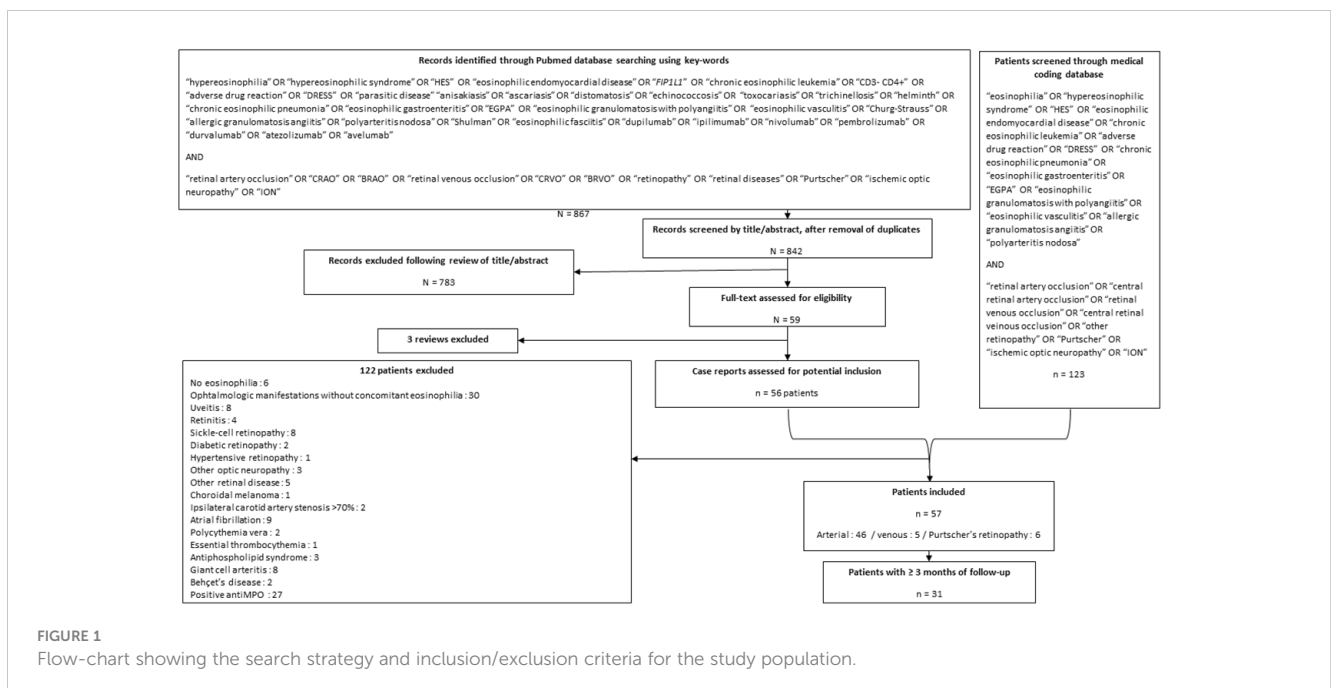 Records identified through Pubmed database searching using key-words
"hypereosinophilia" OR "hypereosinophilic syndrome" OR "HES" OR "eosinophilic endomyocardial disease" OR "FIP1L1" OR "chronic eosinophilic leukemia" OR "CD3- CD4+" OR
"adverse drug reaction" OR "DRESS" OR "parasitic disease" "anisakiasis" OR "ascariasis" OR "distomatosis" OR "echinococcosis" OR "toxocariasis" OR "trichinellosis" OR "helminth" OR
"chronic eosinophilic pneumonia" OR "eosinophilic gastroenteritis" OR "EGPA" OR "eosinophilic granulomatosis with polyangiitis" OR "eosinophilic vasculitis" OR "Churg-Strauss" OR
"allergic granulomatosis angiitis" OR "polyarteritis nodosa" OR "Shulman" OR "eosinophilic fasciitis" OR "dupilumab" OR "ipilimumab" OR "nivolumab" OR "pembrolizumab" OR
"durvalumab" OR "atezolizumab" OR "avelumab"
AND
"retinal artery occlusion" OR "CRAO" OR "BRAO" OR "retinal venous occlusion" OR "CRVO" OR "BRVO" OR "retinopathy" OR "retinal diseases" OR "Purtscher" OR "ischemic optic
neuropathy" OR "ION"
N = 867
Patients screened through medical
coding database
"eosinophilia" OR "hypereosinophilic
syndrome" OR "HES" OR "eosinophilic
endomyocardial disease" OR "chronic
eosinophilic leukemia" OR "adverse
drug reaction" OR "DRESS" OR "chronic
eosinophilic pneumonia" OR
"eosinophilic gastroenteritis" OR
"EGPA" OR "eosinophilic
granulomatosis with polyangiitis" OR
"eosinophilic vasculitis" OR "allergic
granulomatosis angiitis" OR
"polyarteritis nodosa"
AND
"retinal artery occlusion" OR "central
retinal artery occlusion" OR "retinal
venous occlusion" OR "central retinal
veinous occlusion" OR "other
retinopathy" OR "Purtscher" OR
"ischemic optic neuropathy" OR "ION"
n = 123
Records screened by title/abstract, after removal of duplicates
N = 842
Records excluded following review of title/abstract
N = 783
Full-text assessed for eligibility
N = 59
3 reviews excluded
Case reports assessed for potential inclusion
n = 56 patients
122 patients excluded
No eosinophilia : 6
Ophtalmologic manifestations without concomitant eosinophilia : 30
Uveitis : 8
Retinitis : 4
Sickle-cell retinopathy : 8
Diabetic retinopathy : 2
Hypertensive retinopathy : 1
Other optic neuropathy : 3
Other retinal disease : 5
Choroidal melanoma : 1
Ipsilateral carotid artery stenosis >70% : 2
Atrial fibrillation : 9
Polycythemia vera : 2
Essential thrombocythemia : 1
Antiphospholipid syndrome : 3
Giant cell arteritis : 8
Behçet's disease : 2
Positive antiMPO : 27
Patients included
n = 57
Arterial : 46 / venous : 5 / Purtscher's retinopathy : 6
Patients with ≥ 3 months of follow-up
n = 31
FIGURE 1
Flow-chart showing the search strategy and inclusion/exclusion criteria for the study population.